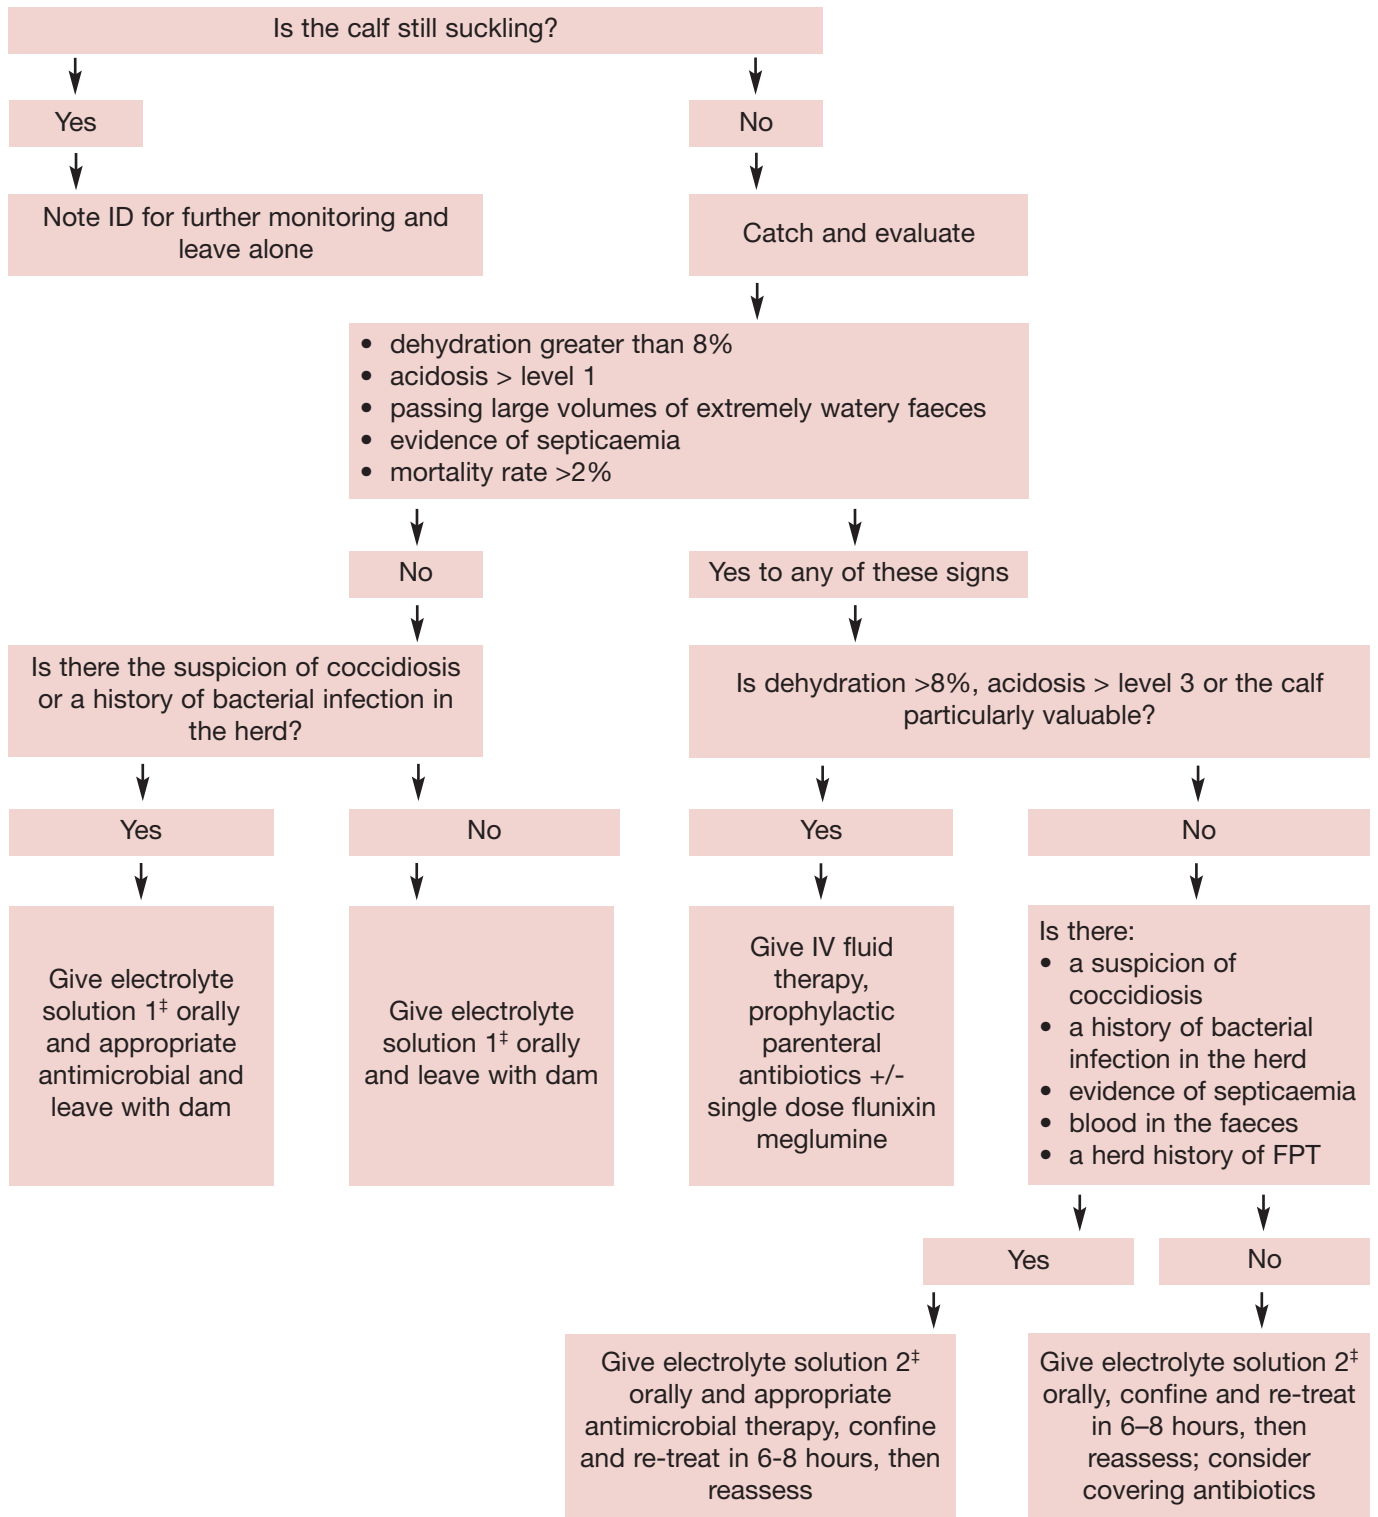 Is the calf still suckling?
Yes
No
Note ID for further monitoring and
leave alone
Catch and evaluate
• dehydration greater than 8%
• acidosis > level 1
• passing large volumes of extremely watery faeces
• evidence of septicaemia
• mortality rate >2%
No
Yes to any of these signs
Is there the suspicion of coccidiosis
or a history of bacterial infection in
the herd?
Is dehydration >8%, acidosis > level 3 or the calf
particularly valuable?
Yes
No
Yes
No
Give electrolyte
solution 1‡ orally
and appropriate
antimicrobial and
leave with dam
Give electrolyte
solution 1‡ orally
and leave with dam
Give IV fluid
therapy,
prophylactic
parenteral
antibiotics +/-
single dose flunixin
meglumine
Is there:
• a suspicion of
coccidiosis
• a history of bacterial
infection in the herd
• evidence of septicaemia
• blood in the faeces
• a herd history of FPT
Yes
No
Give electrolyte solution 2‡
orally and appropriate
antimicrobial therapy, confine
and re-treat in 6-8 hours, then
reassess
Give electrolyte solution 2‡
orally, confine and re-treat
in 6–8 hours, then
reassess; consider
covering antibiotics